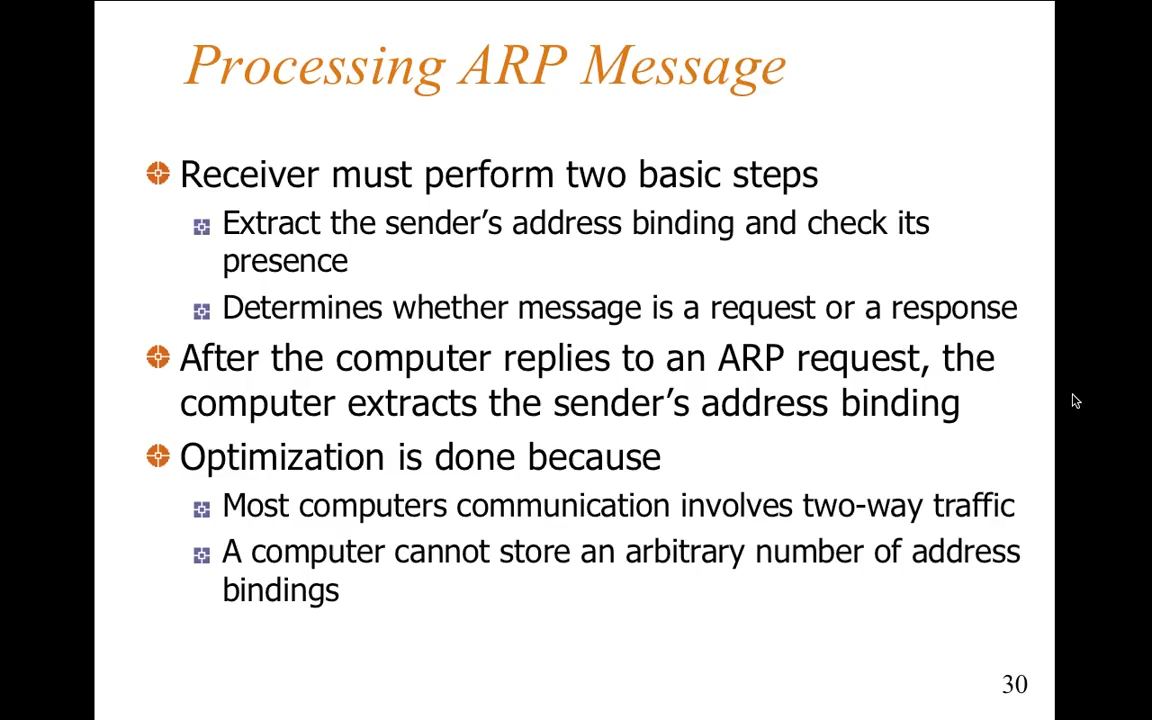 Processing ARP Message
Receiver must perform two basic steps
Extract the sender’s address binding and check its
presence
Determines whether message is a request or a response
After the computer replies to an ARP request, the
computer extracts the sender’s address binding
Optimization is done because
Most computers communication involves two-way traffic
A computer cannot store an arbitrary number of address
bindings
30